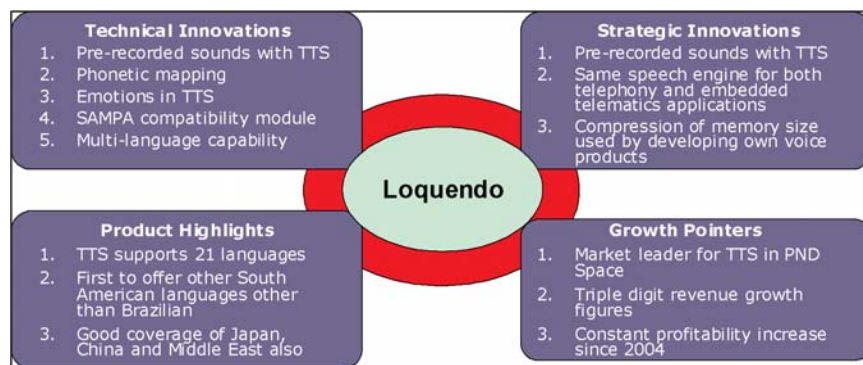 Technical Innovations
1. Pre-recorded sounds with TTS
2. Phonetic mapping
3. Emotions in TTS
4. SAMPA compatibility module
5. Multi-language capability
Strategic Innovations
1. Pre-recorded sounds with TTS
2. Same speech engine for both
telephony and embedded
telematics applications
3. Compression of memory size
used by developing own voice
products
Loquendo
Product Highlights
1. TTS supports 21 languages
2. First to offer other South
American languages other
than Brazilian
3. Good coverage of Japan,
China and Middle East also
Growth Pointers
1. Market leader for TTS in PND
Space
2. Triple digit revenue growth
figures
3. Constant profitability increase
since 2004